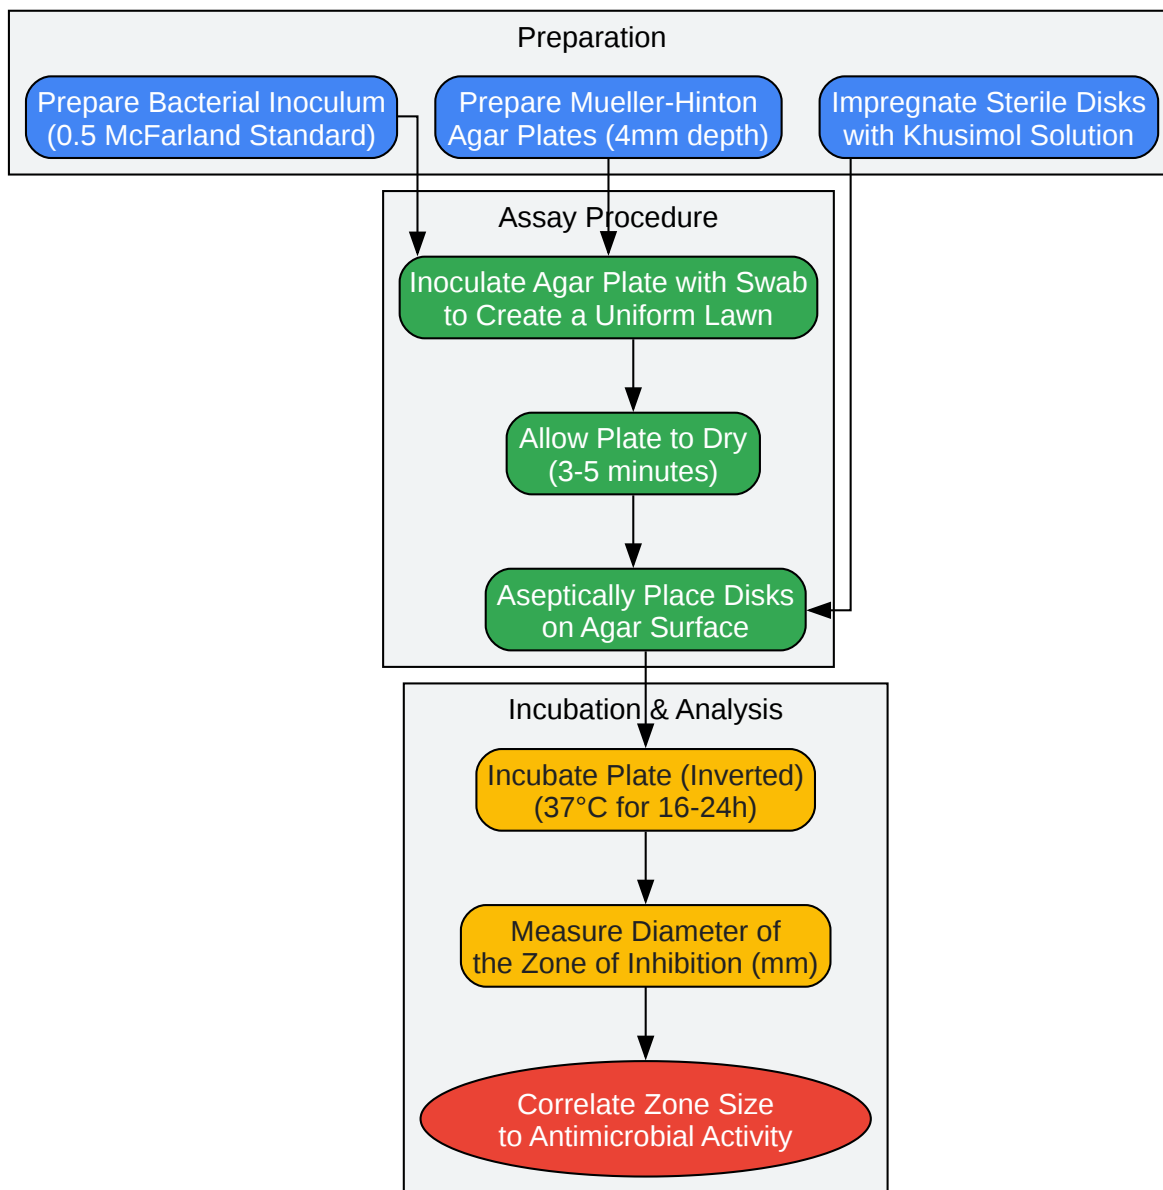 Preparation
Prepare Bacterial Inoculum
(0.5 McFarland Standard)
Prepare Mueller-Hinton
Agar Plates (4mm depth)
Impregnate Sterile Disks
with Khusimol Solution
Assay Procedure
Inoculate Agar Plate with Swab
to Create a Uniform Lawn
Allow Plate to Dry
(3-5 minutes)
Aseptically Place Disks
on Agar Surface
Incubation & Analysis
Incubate Plate (Inverted)
(37°C for 16-24h)
Measure Diameter of
the Zone of Inhibition (mm)
Correlate Zone Size
to Antimicrobial Activity